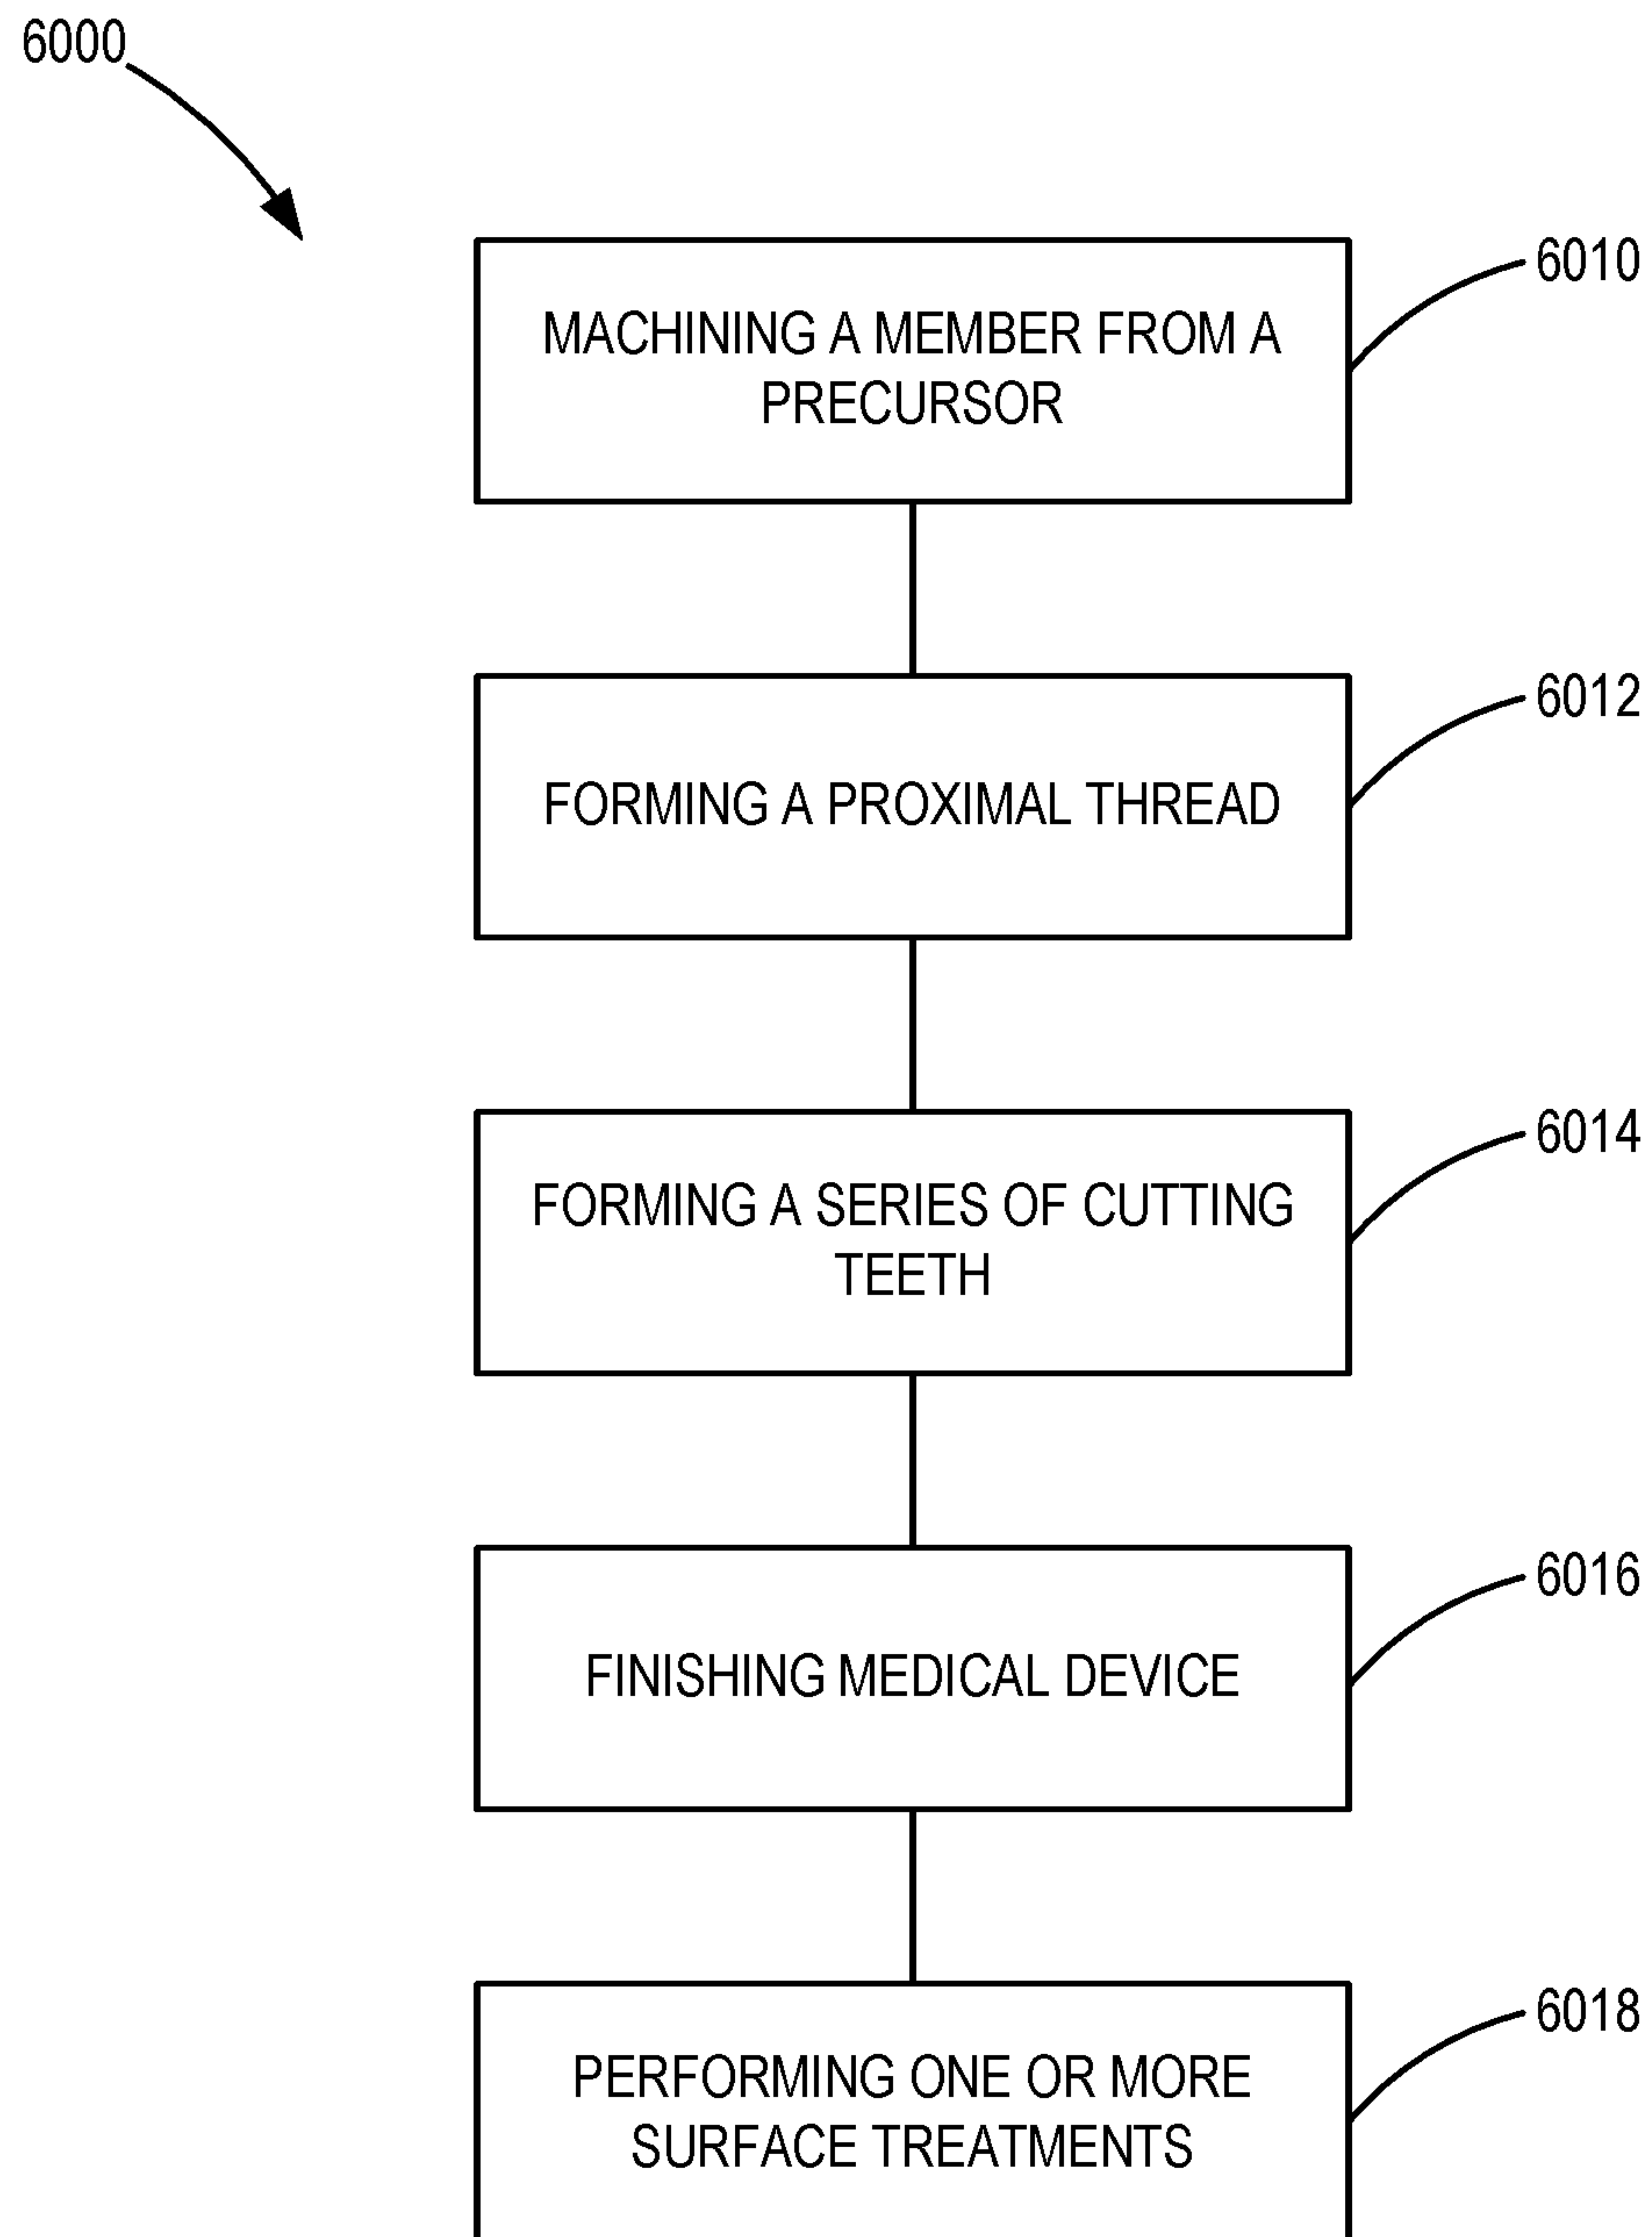 6000
6010
MACHINING A MEMBER FROM A
PRECURSOR
6012
FORMING A PROXIMAL THREAD
6014
FORMING A SERIES OF CUTTING
TEETH
6016
FINISHING MEDICAL DEVICE
6018
PERFORMING ONE OR MORE
SURFACE TREATMENTS